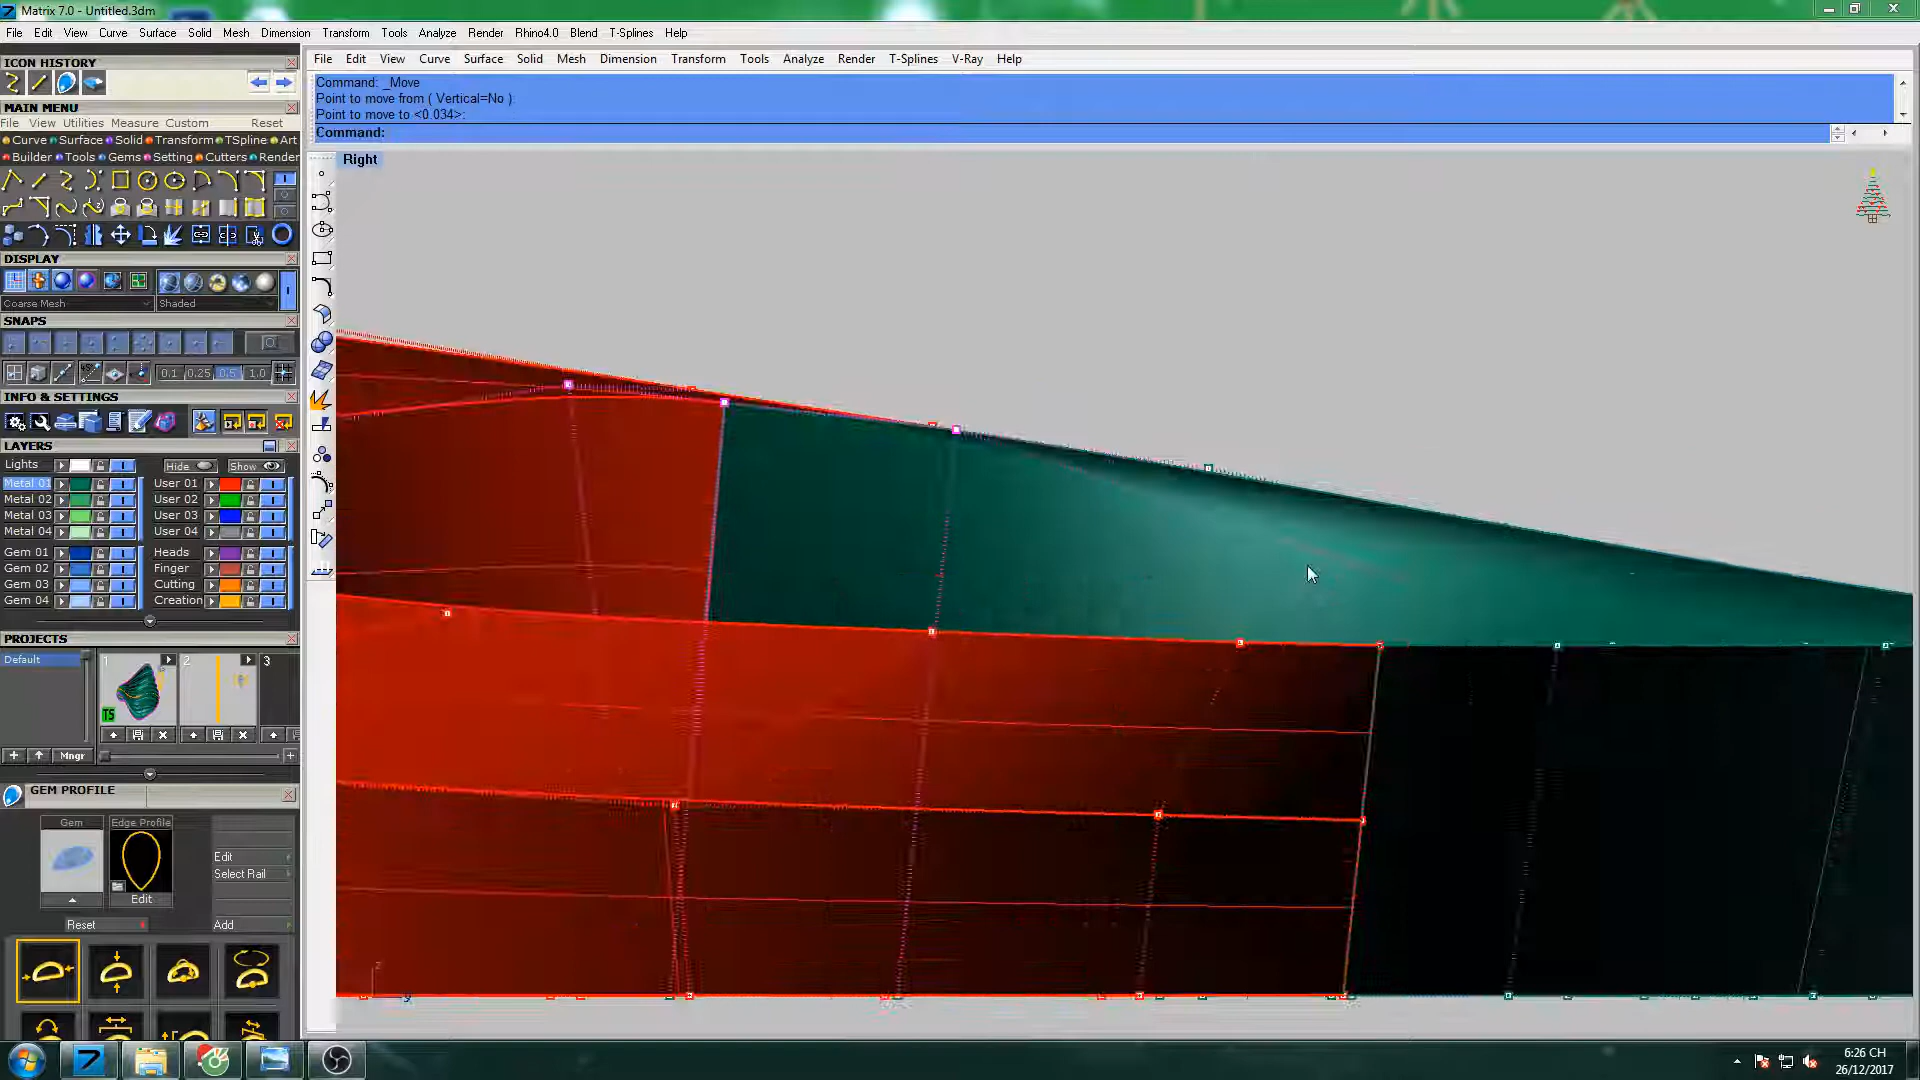 Matrix 7.0 - Untitled.3dm
File Edit View Curve Surface Solid Mesh Dimension Transform Tools Analyze Render Rhino4.0 Blend T-Splines Help
ICON HISTORY
File Edit View Curve Surface Solid Mesh Dimension Transform Tools Analyze Render T-Splines V-Ray Help
Command: _Move
Point to move from ( Vertical=No ):
Point to move to <0.034>:
Command:
MAIN MENU
File View Utilities Measure Custom Reset
Curve Surface Solid Transform TSpline Art
Builder Tools Gems Setting Cutters Render
Right
DISPLAY
Coarse Mesh Shaded
SNAPS
0.1 0.25 0.5 1.0
INFO & SETTINGS
LAYERS
Lights Hide Show
Metal 01 User 01
Metal 02 User 02
Metal 03 User 03
Metal 04 User 04
Gem 01 Heads
Gem 02 Finger
Gem 03 Cutting
Gem 04 Creation
PROJECTS
Default 1 2 3
TS
Mngr
GEM PROFILE
Gem Edge Profile
Edit
Select Rail
Edit
Reset Add
6:26 CH
26/12/2017